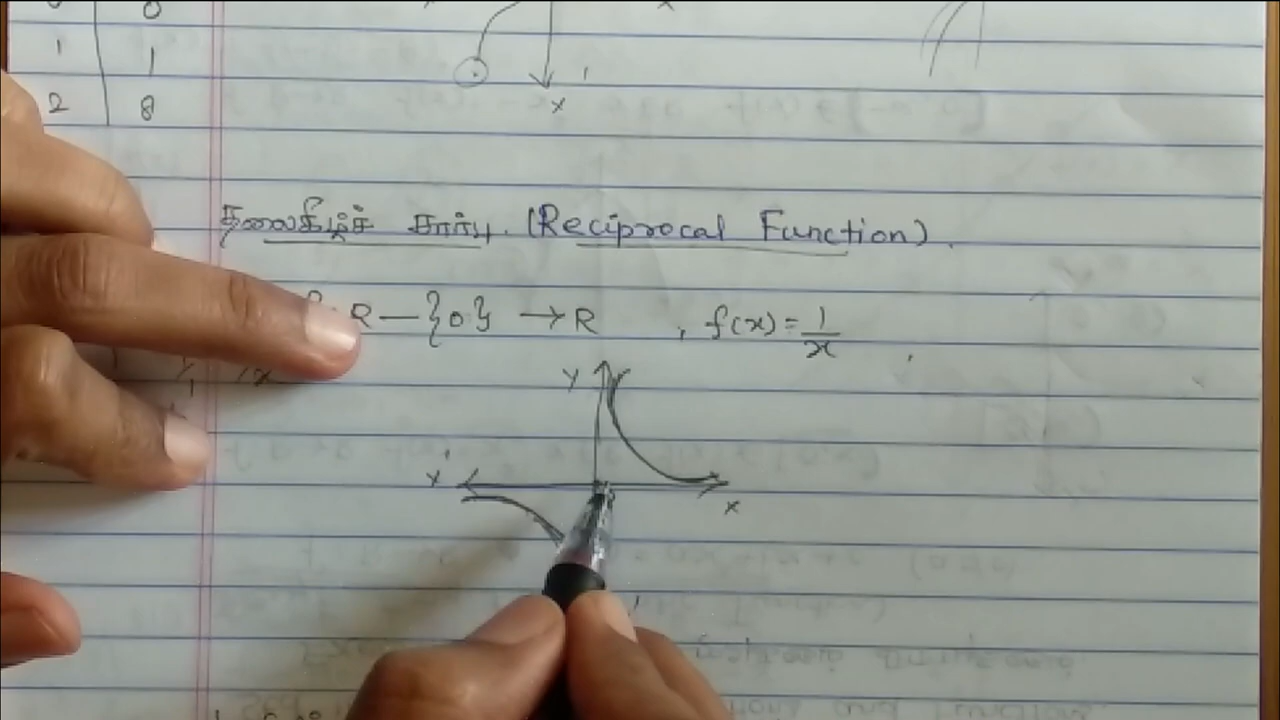 0
1 1
2 8
x
x
தலைகீழ்ச் சார்பு. (Reciprocal Function).
R — {0} → R , f(x) = 1/x
y
x' x